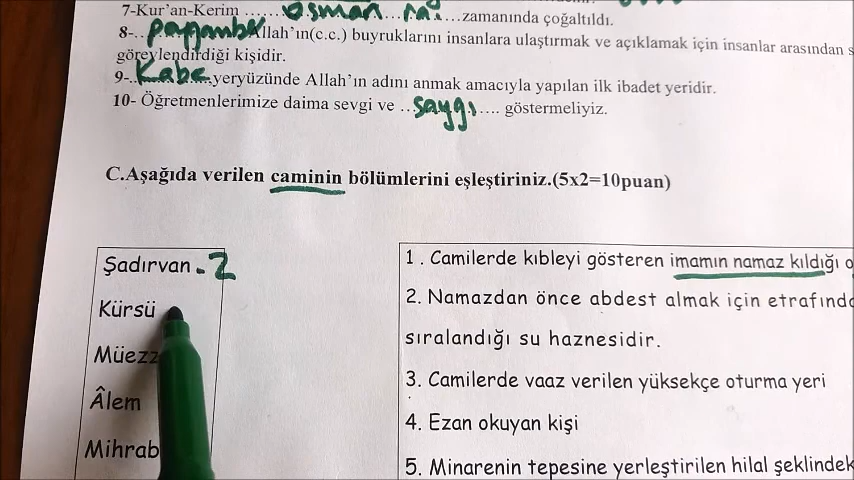 7-Kur'an-Kerim ....... osman ... ra. ...zamanında çoğaltıldı.
8-..paygambe Allah'ın(c.c.) buyruklarını insanlara ulaştırmak ve açıklamak için insanlar arasından s
görevlendirdiği kişidir.
9-..Kabe..yeryüzünde Allah'ın adını anmak amacıyla yapılan ilk ibadet yeridir.
10- Öğretmenlerimize daima sevgi ve ...saygı.... göstermeliyiz.
C.Aşağıda verilen caminin bölümlerini eşleştiriniz.(5x2=10puan)
Şadırvan - 2
Kürsü
Müezz
Âlem
Mihrab
1 . Camilerde kıbleyi gösteren imamın namaz kıldığı
2. Namazdan önce abdest almak için etrafında
sıralandığı su haznesidir.
3. Camilerde vaaz verilen yüksekçe oturma yeri
4. Ezan okuyan kişi
5. Minarenin tepesine yerleştirilen hilal şeklindek